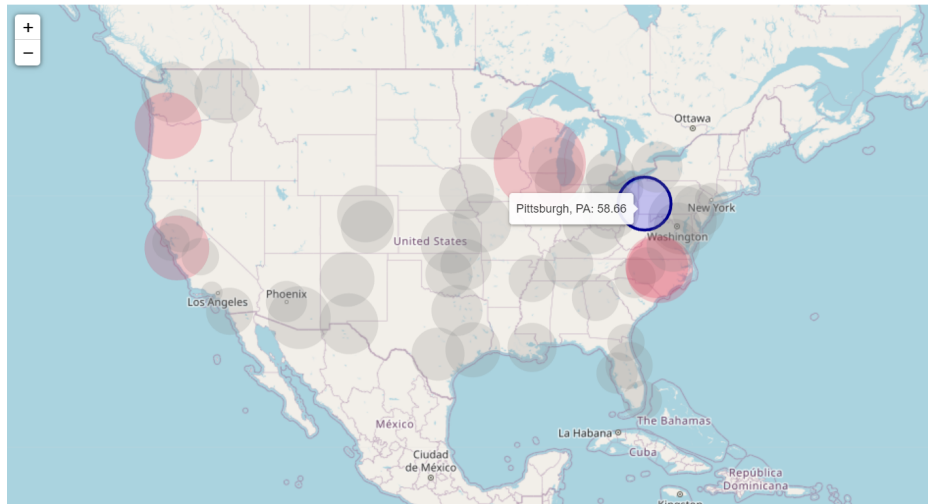 +
−
Ottawa
Pittsburgh, PA: 58.66
New York
Washington
United States
Phoenix
Los Angeles
México
The Bahamas
La Habana
Cuba
Ciudad
de México
República
Dominicana
Kingston